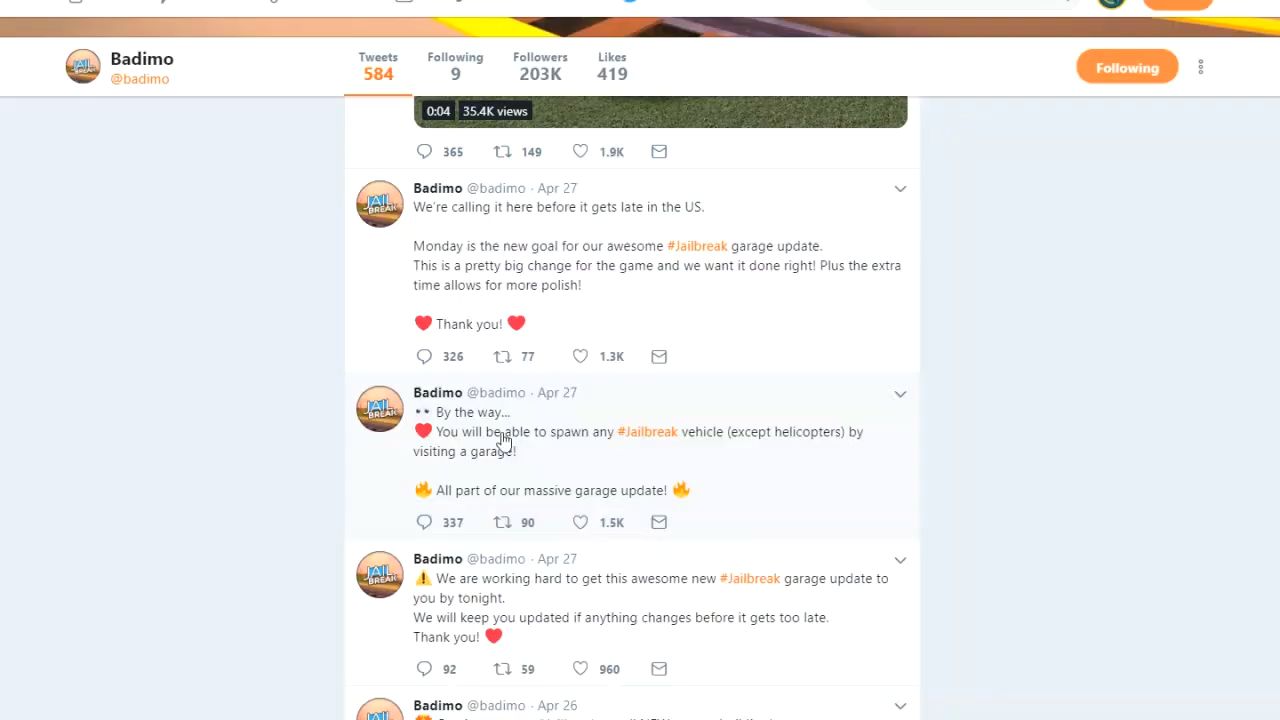 Badimo
@badimo
Tweets
584
Following
9
Followers
203K
Likes
419
Following
0:04 35.4K views
365 149 1.9K
Badimo @badimo · Apr 27
We're calling it here before it gets late in the US.
Monday is the new goal for our awesome #Jailbreak garage update.
This is a pretty big change for the game and we want it done right! Plus the extra
time allows for more polish!
❤️ Thank you! ❤️
326 77 1.3K
Badimo @badimo · Apr 27
👀 By the way...
❤️ You will be able to spawn any #Jailbreak vehicle (except helicopters) by
visiting a garage!
🔥 All part of our massive garage update! 🔥
337 90 1.5K
Badimo @badimo · Apr 27
⚠️ We are working hard to get this awesome new #Jailbreak garage update to
you by tonight.
We will keep you updated if anything changes before it gets too late.
Thank you! ❤️
92 59 960
Badimo @badimo · Apr 26